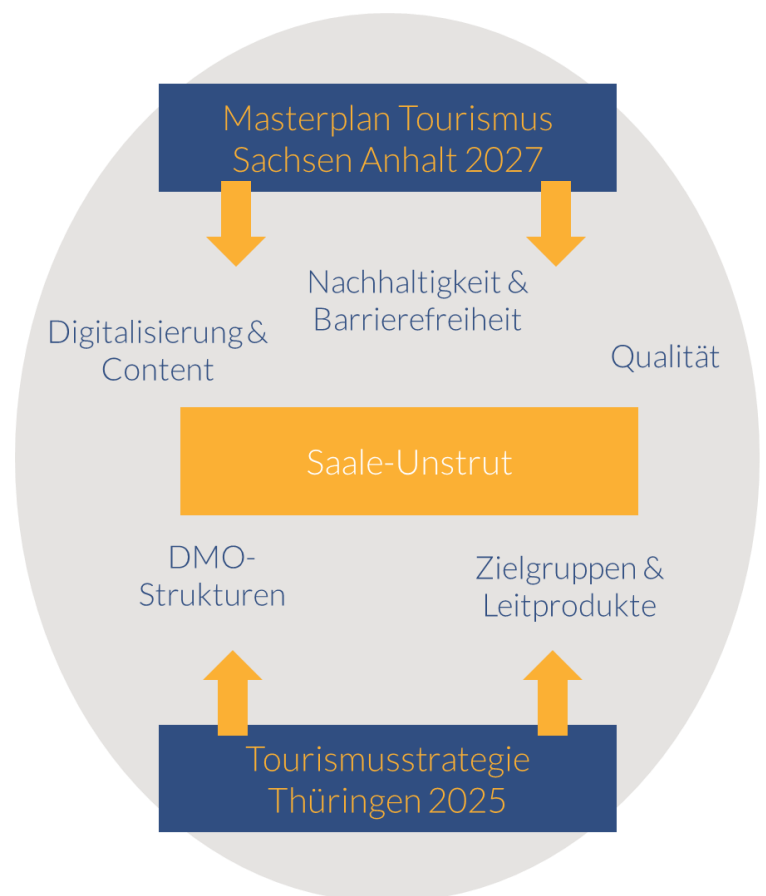 Masterplan Tourismus
Sachsen Anhalt 2027
Nachhaltigkeit &
Barrierefreiheit
Digitalisierung &
Content
Qualität
Saale-Unstrut
DMO-
Strukturen
Zielgruppen &
Leitprodukte
Tourismusstrategie
Thüringen 2025